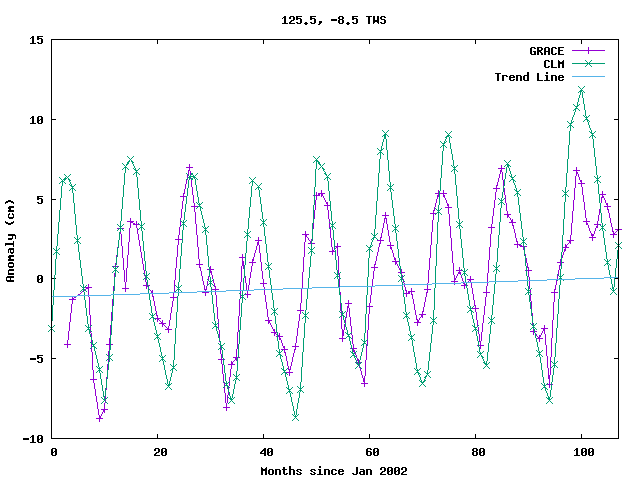 125.5, -8.5 TWS
GRACE
CLM
Trend Line
15
10
5
0
-5
-10
Anomaly (cm)
0 20 40 60 80 100
Months since Jan 2002